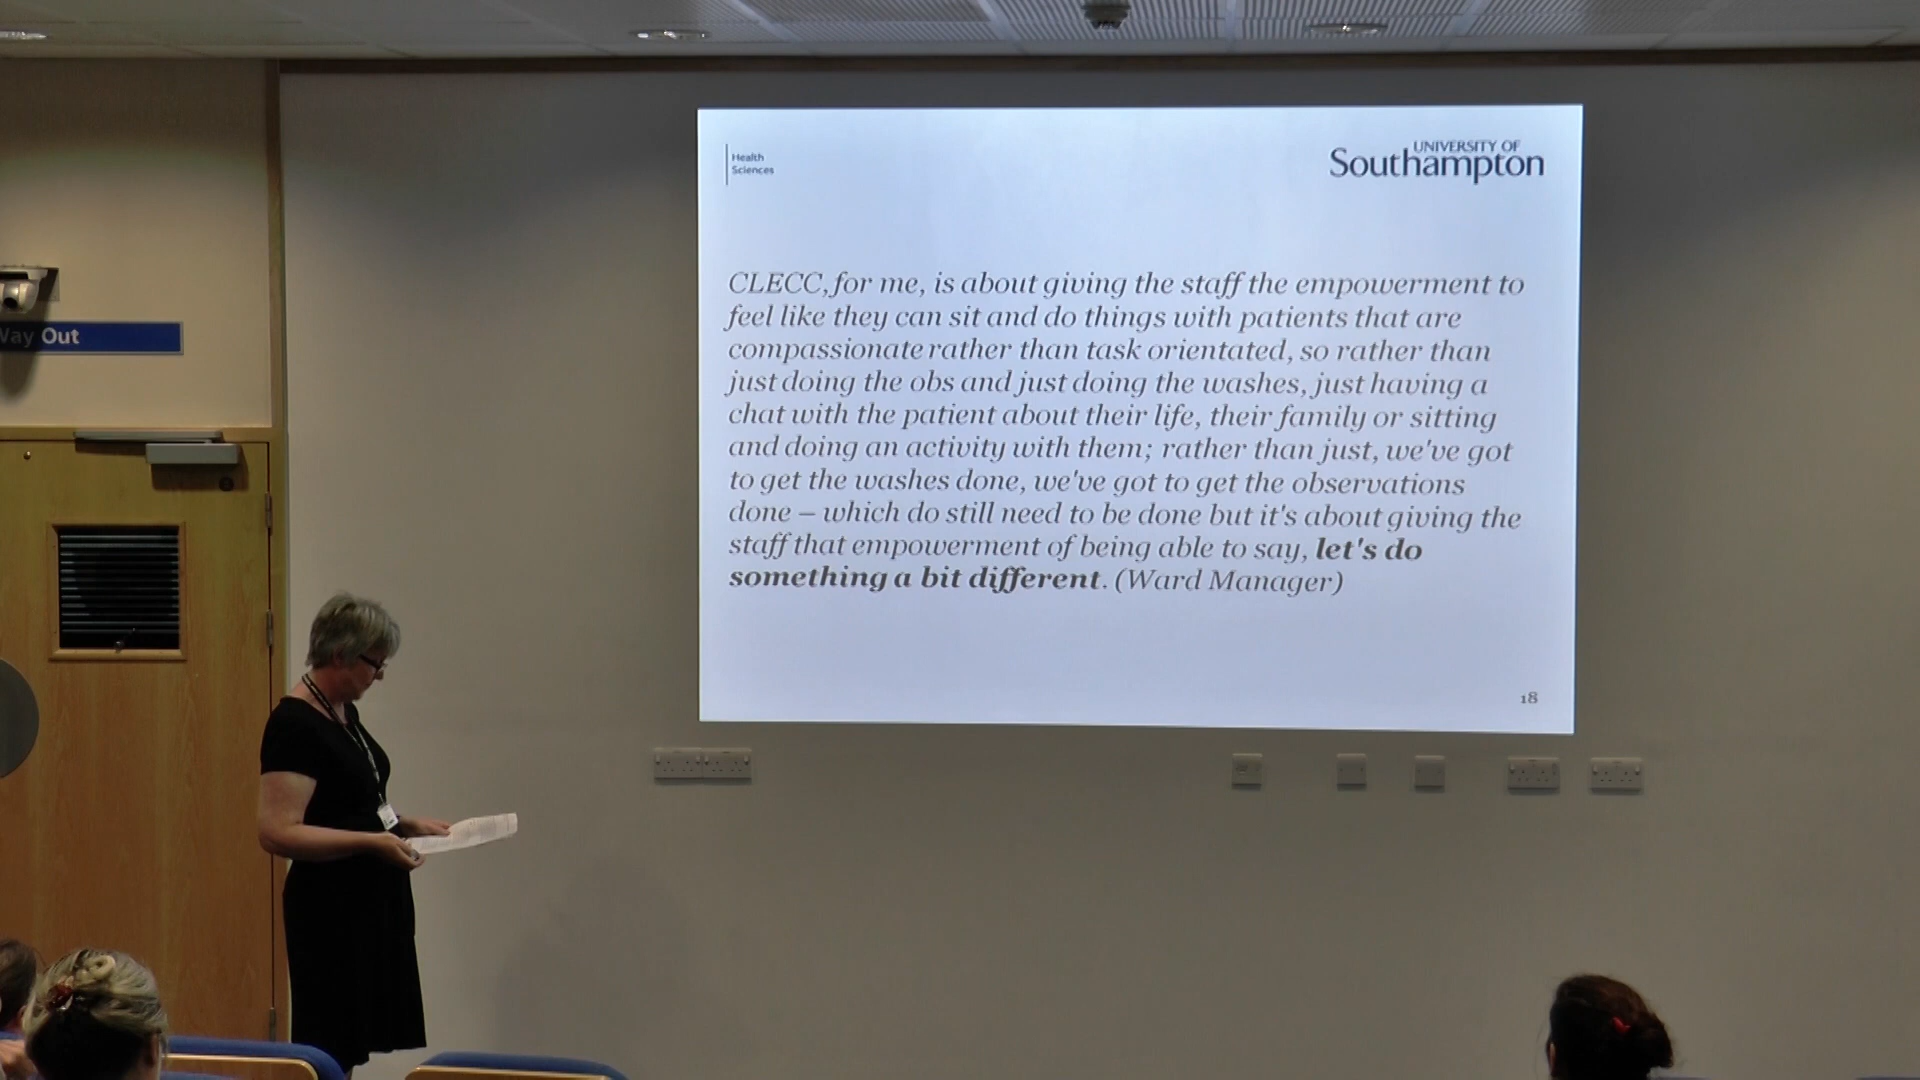 Health
Sciences
UNIVERSITY OF
Southampton
CLECC, for me, is about giving the staff the empowerment to
feel like they can sit and do things with patients that are
compassionate rather than task orientated, so rather than
just doing the obs and just doing the washes, just having a
chat with the patient about their life, their family or sitting
and doing an activity with them; rather than just, we've got
to get the washes done, we've got to get the observations
done – which do still need to be done but it's about giving the
staff that empowerment of being able to say, let's do
something a bit different. (Ward Manager)
18
Way Out